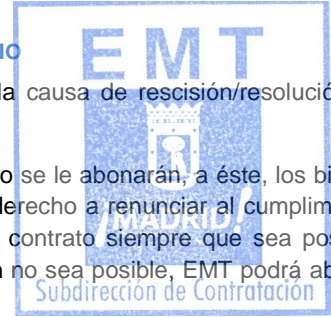 IO
EMT
la causa de rescisión/resolució
o se le abonarán, a éste, los bi
derecho a renunciar al cumplim
¡MADRID!
contrato siempre que sea pos
n no sea posible, EMT podrá ab
Subdirección de Contratación